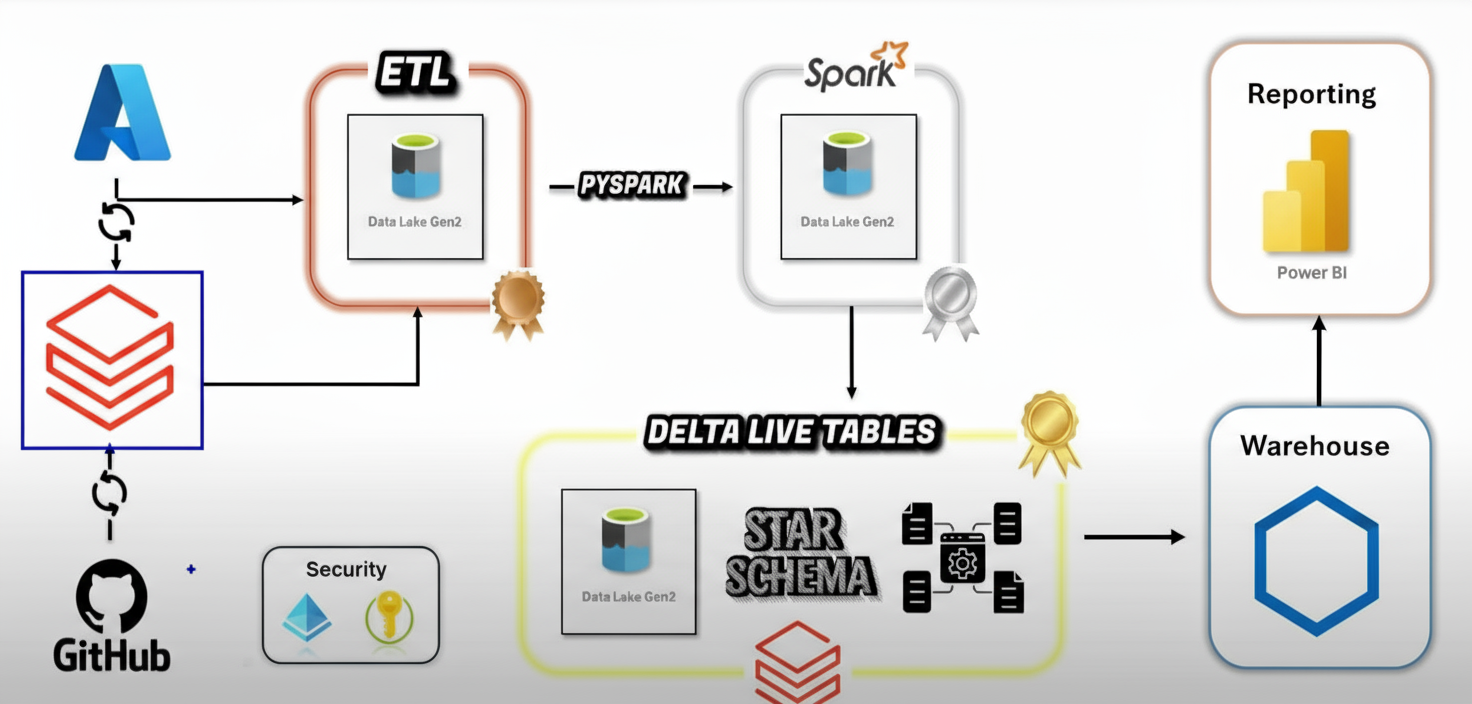 ETL
Data Lake Gen2
PYSPARK
Spark
Data Lake Gen2
Reporting
Power BI
DELTA LIVE TABLES
Data Lake Gen2
STAR
SCHEMA
Warehouse
Security
GitHub